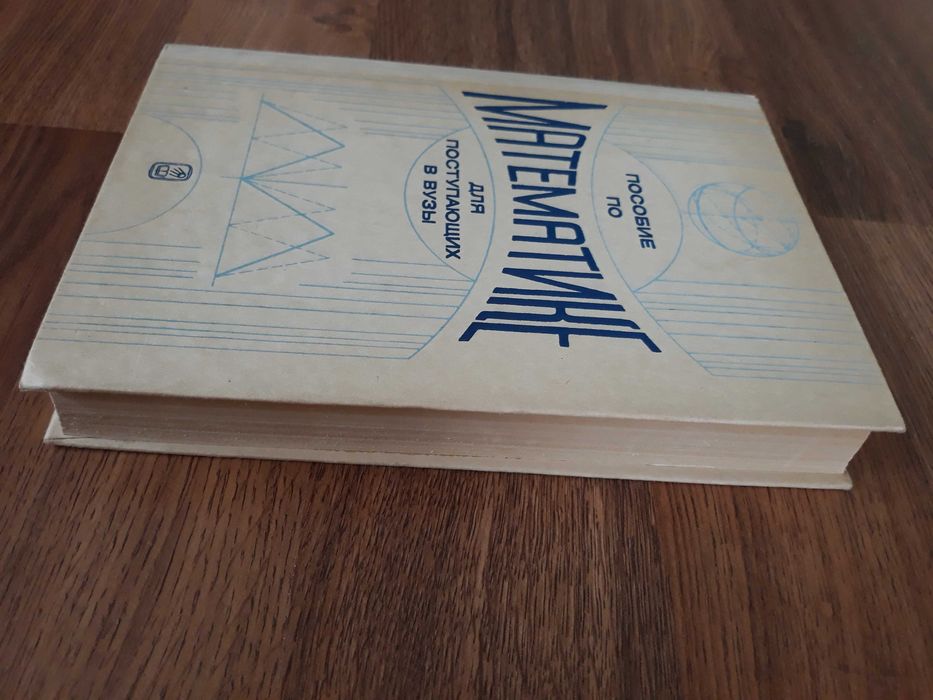 ПОСОБИЕ
ПО
МАТЕМАТИКЕ
ДЛЯ
ПОСТУПАЮЩИХ
В ВУЗЫ